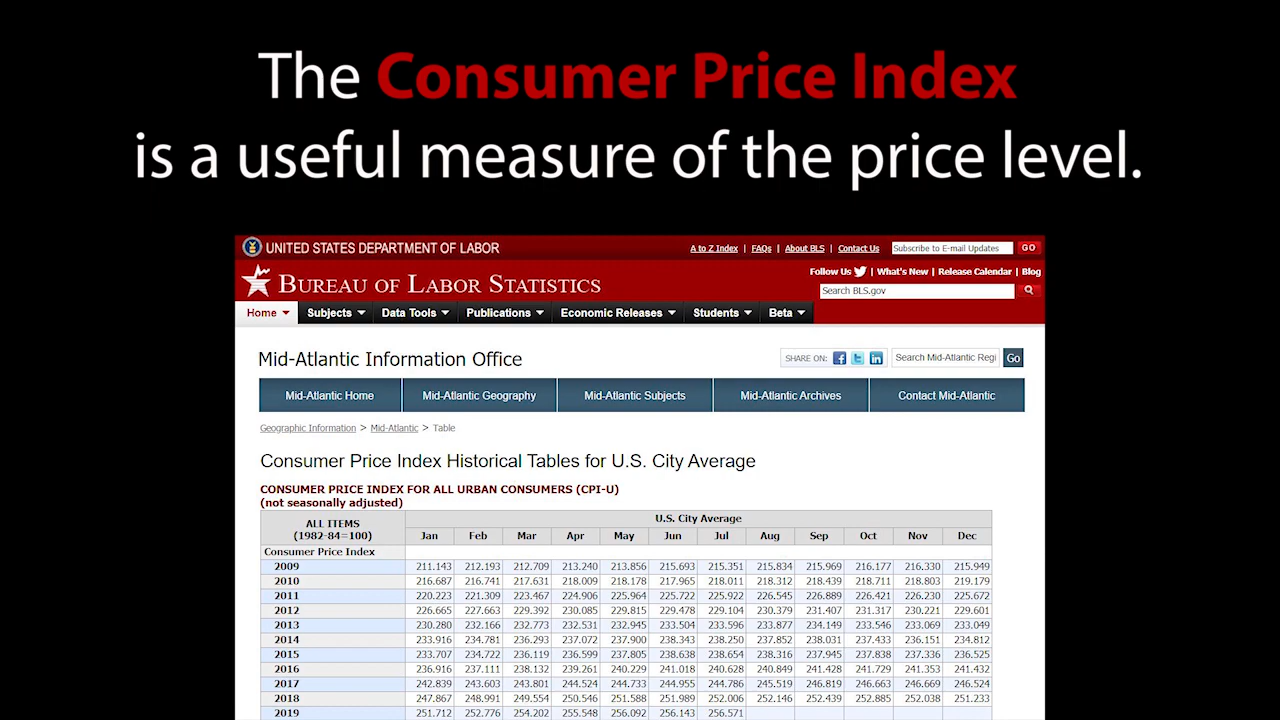 The Consumer Price Index
is a useful measure of the price level.
UNITED STATES DEPARTMENT OF LABOR
A to Z Index | FAQs | About BLS | Contact Us
Subscribe to E-mail Updates GO
BUREAU OF LABOR STATISTICS
Follow Us | What's New | Release Calendar | Blog
Search BLS.gov
Home Subjects Data Tools Publications Economic Releases Students Beta
Mid-Atlantic Information Office
SHARE ON: Search Mid-Atlantic Regi Go
Mid-Atlantic Home Mid-Atlantic Geography Mid-Atlantic Subjects Mid-Atlantic Archives Contact Mid-Atlantic
Geographic Information > Mid-Atlantic > Table
Consumer Price Index Historical Tables for U.S. City Average
CONSUMER PRICE INDEX FOR ALL URBAN CONSUMERS (CPI-U)
(not seasonally adjusted)
ALL ITEMS
(1982-84=100)
U.S. City Average
Jan Feb Mar Apr May Jun Jul Aug Sep Oct Nov Dec
Consumer Price Index
2009 211.143 212.193 212.709 213.240 213.856 215.693 215.351 215.834 215.969 216.177 216.330 215.949
2010 216.687 216.741 217.631 218.009 218.178 217.965 218.011 218.312 218.439 218.711 218.803 219.179
2011 220.223 221.309 223.467 224.906 225.964 225.722 225.922 226.545 226.889 226.421 226.230 225.672
2012 226.665 227.663 229.392 230.085 229.815 229.478 229.104 230.379 231.407 231.317 230.221 229.601
2013 230.280 232.166 232.773 232.531 232.945 233.504 233.596 233.877 234.149 233.546 233.069 233.049
2014 233.916 234.781 236.293 237.072 237.900 238.343 238.250 237.852 238.031 237.433 236.151 234.812
2015 233.707 234.722 236.119 236.599 237.805 238.638 238.654 238.316 237.945 237.838 237.336 236.525
2016 236.916 237.111 238.132 239.261 240.229 241.018 240.628 240.849 241.428 241.729 241.353 241.432
2017 242.839 243.603 243.801 244.524 244.733 244.955 244.786 245.519 246.819 246.663 246.669 246.524
2018 247.867 248.991 249.554 250.546 251.588 251.989 252.006 252.146 252.439 252.885 252.038 251.233
2019 251.712 252.776 254.202 255.548 256.092 256.143 256.571